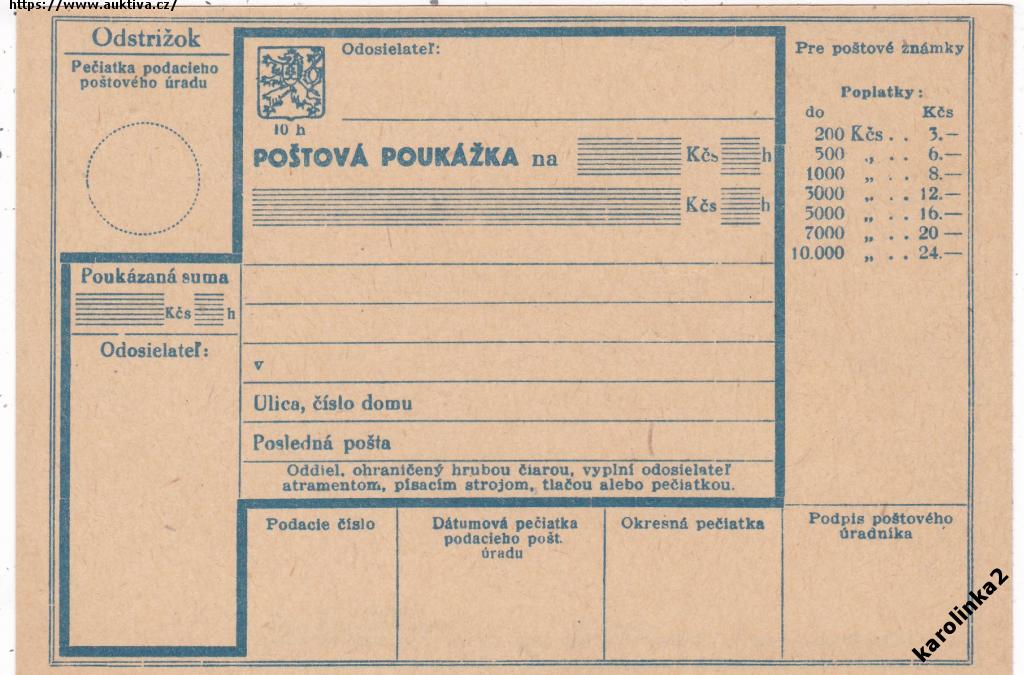 https://www.auktiva.cz/
Odstrižok
Pečiatka podacieho
poštového úradu
Poukázaná suma
Kčs h
Odosielateľ:
Odosielateľ:
10 h
POŠTOVÁ POUKÁŽKA na Kčs h
Kčs h
v
Ulica, číslo domu
Posledná pošta
Oddiel, ohraničený hrubou čiarou, vyplní odosielateľ
atramentom, písacím strojom, tlačou alebo pečiatkou.
Pre poštové známky
Poplatky:
do Kčs
200 Kčs . . 3.—
500 „ . . 6.—
1000 „ . . 8.—
3000 „ . . 12.—
5000 „ . . 16.—
7000 „ . . 20 —
10.000 „ . . 24.—
Podacie číslo
Dátumová pečiatka
podacieho pošt.
úradu
Okresná pečiatka
Podpis poštového
úradníka
karolinka2